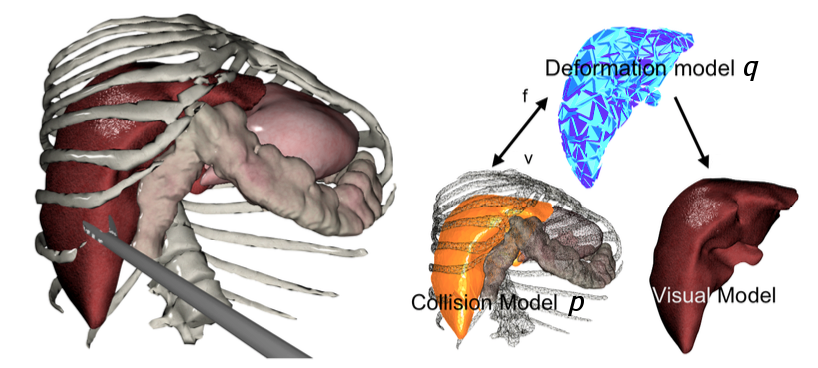 Deformation model q
f
v
Collision Model p
Visual Model